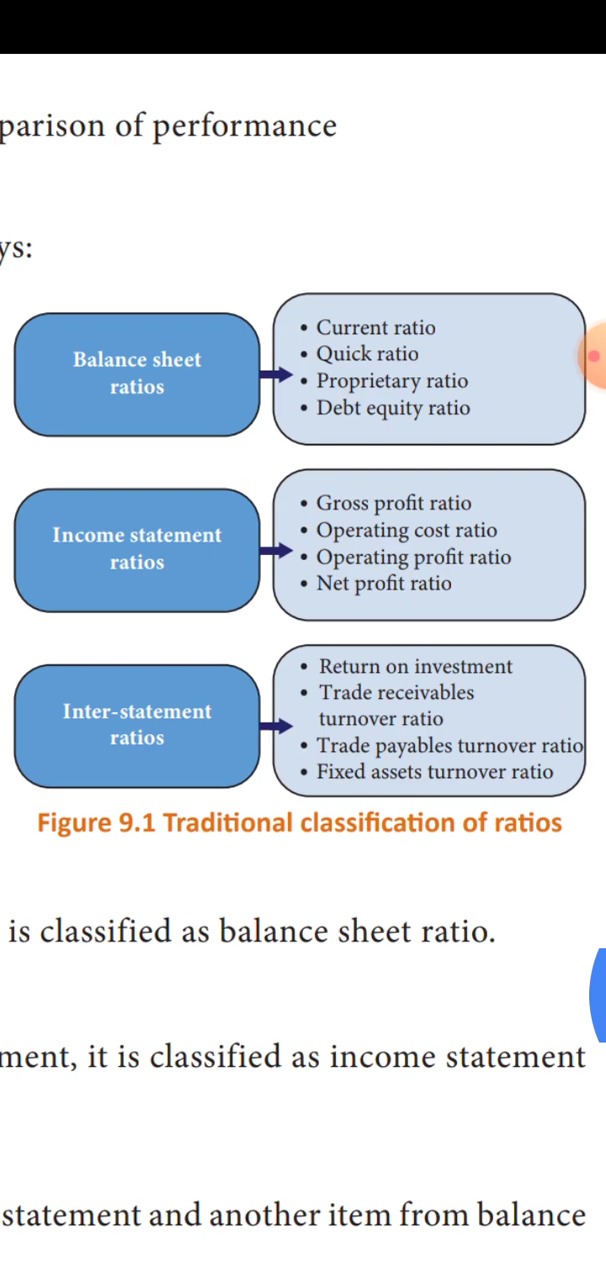 parison of performance
ys:
Balance sheet
ratios
• Current ratio
• Quick ratio
• Proprietary ratio
• Debt equity ratio
Income statement
ratios
• Gross profit ratio
• Operating cost ratio
• Operating profit ratio
• Net profit ratio
Inter-statement
ratios
• Return on investment
• Trade receivables
turnover ratio
• Trade payables turnover ratio
• Fixed assets turnover ratio
Figure 9.1 Traditional classification of ratios
is classified as balance sheet ratio.
ment, it is classified as income statement
statement and another item from balance